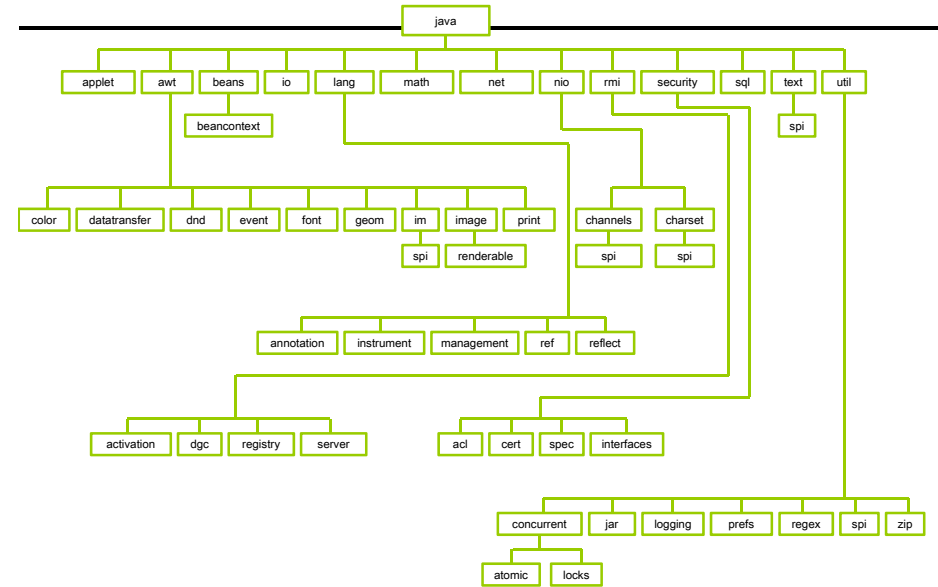 java
applet awt beans io lang math net nio rmi security sql text util
beancontext spi
color datatransfer dnd event font geom im image print channels charset
spi renderable spi spi
annotation instrument management ref reflect
activation dgc registry server acl cert spec interfaces
concurrent jar logging prefs regex spi zip
atomic locks